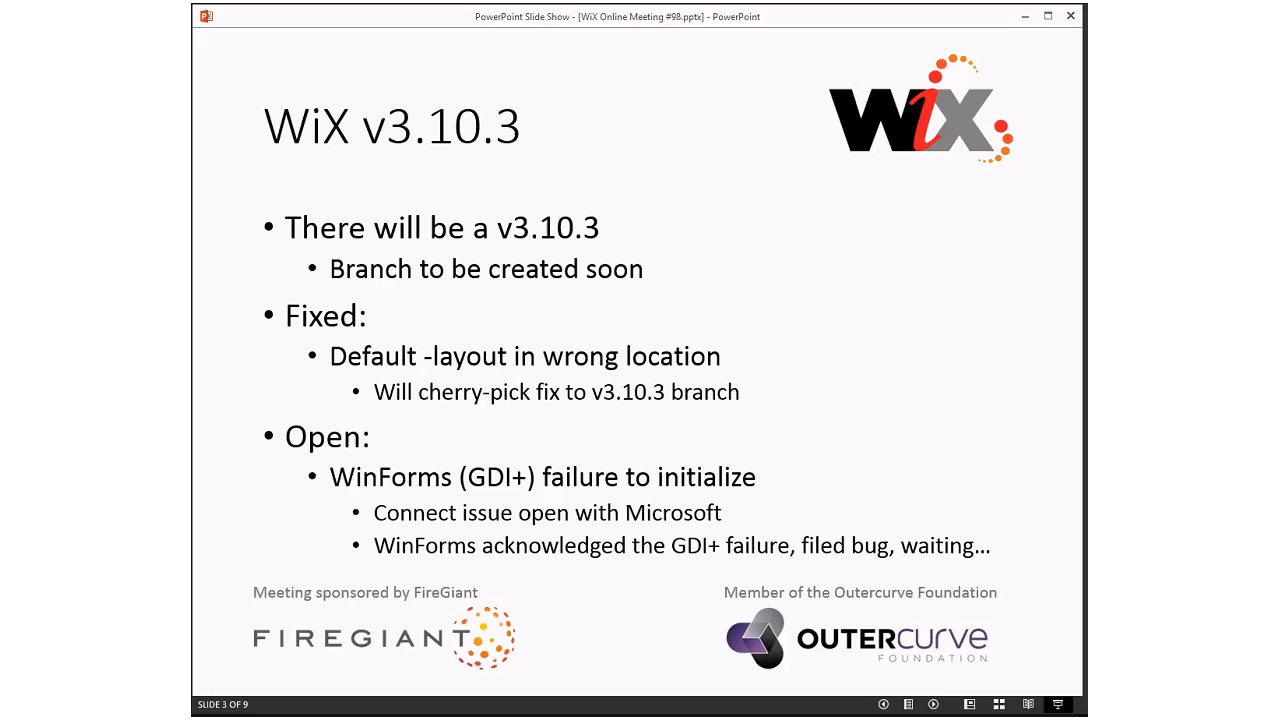 PowerPoint Slide Show - [WiX Online Meeting #98.pptx] - PowerPoint
WiX
WiX v3.10.3
• There will be a v3.10.3
• Branch to be created soon
• Fixed:
• Default -layout in wrong location
• Will cherry-pick fix to v3.10.3 branch
• Open:
• WinForms (GDI+) failure to initialize
• Connect issue open with Microsoft
• WinForms acknowledged the GDI+ failure, filed bug, waiting…
Meeting sponsored by FireGiant
FIREGIANT
Member of the Outercurve Foundation
OUTERCURVE
FOUNDATION
SLIDE 3 OF 9